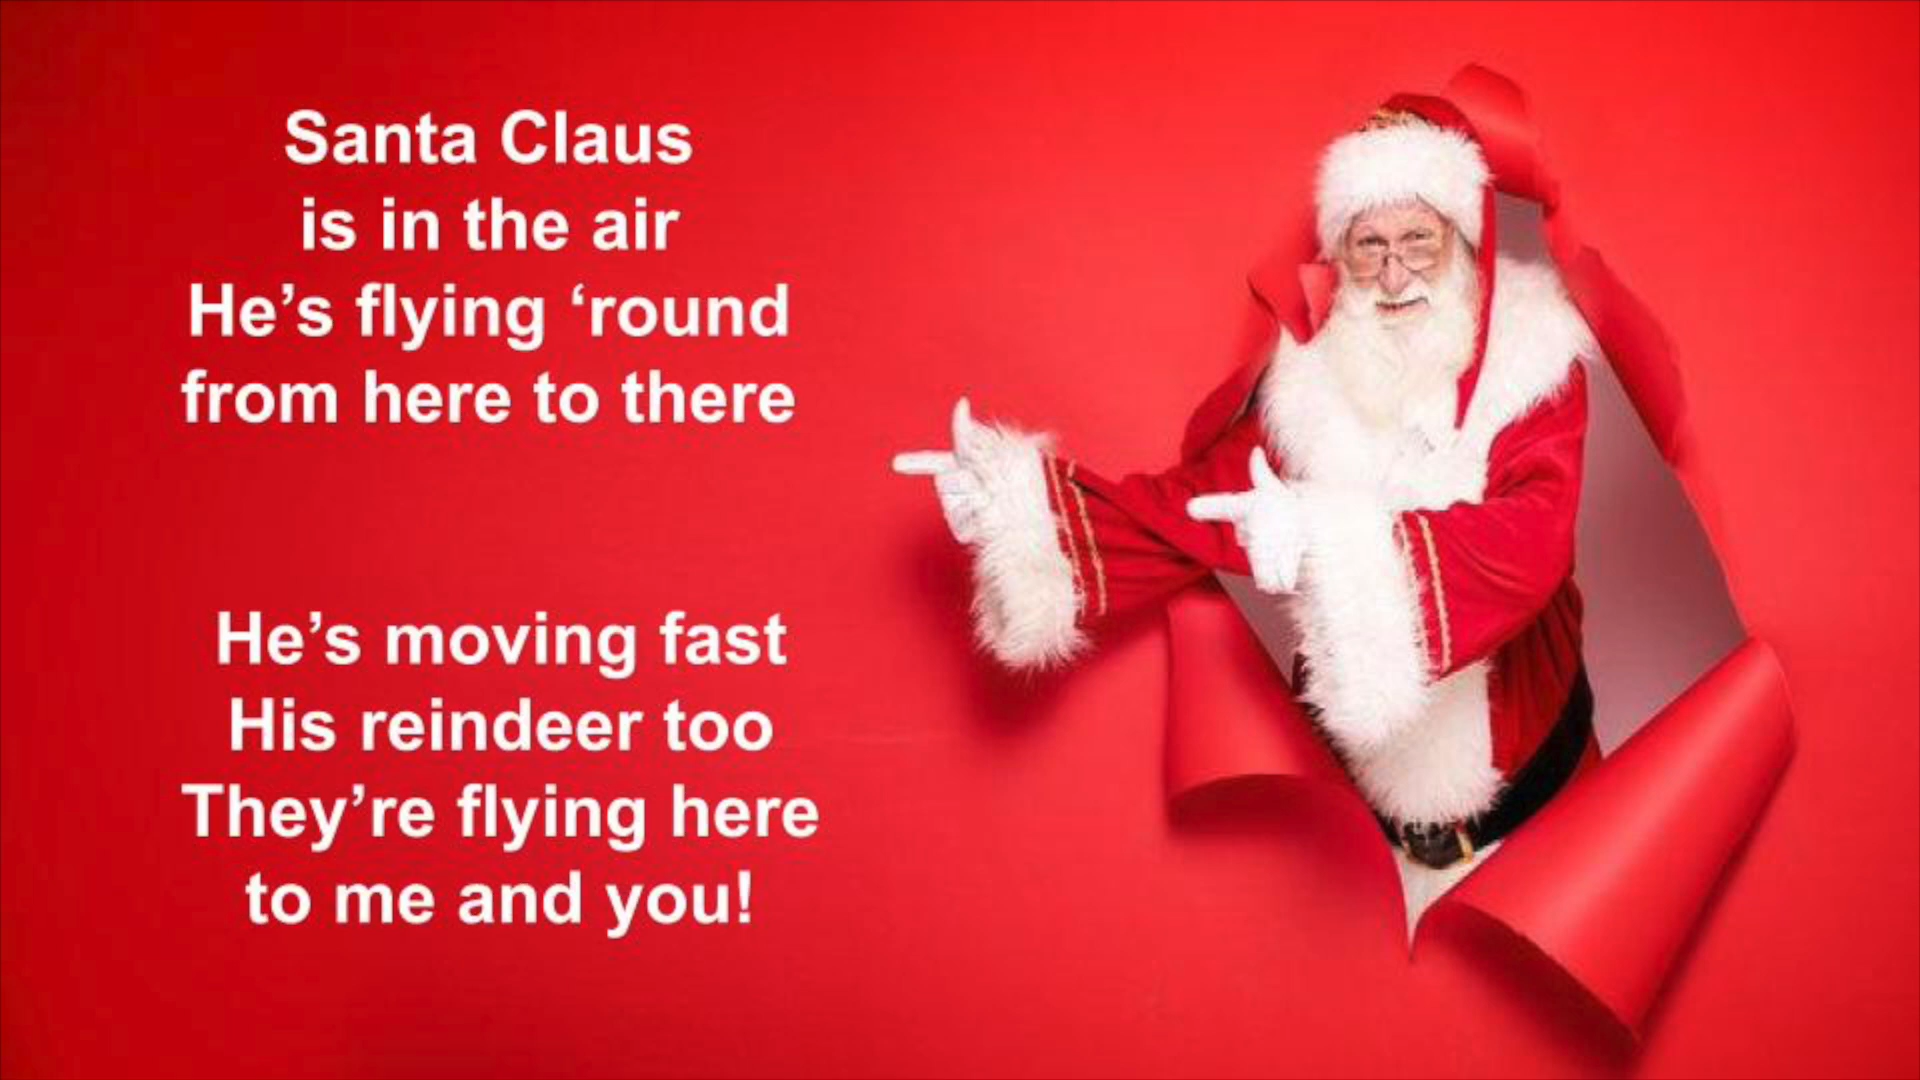 Santa Claus
is in the air
He’s flying ‘round
from here to there
He’s moving fast
His reindeer too
They’re flying here
to me and you!